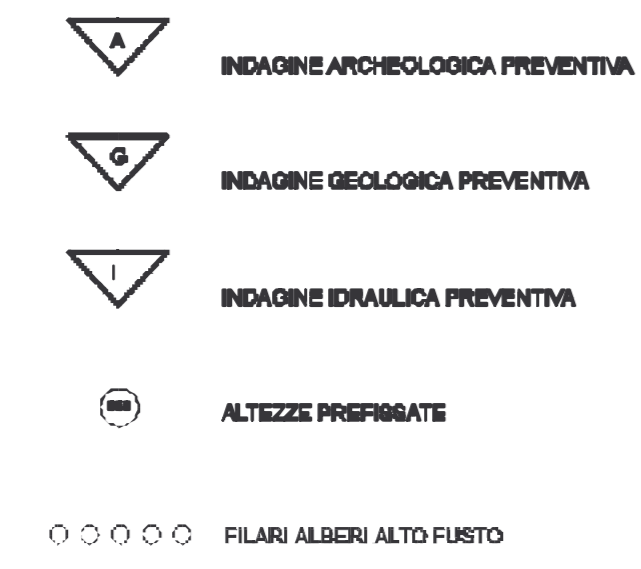 A
INDAGINE ARCHEOLOGICA PREVENTIVA
G
INDAGINE GEOLOGICA PREVENTIVA
I
INDAGINE IDRAULICA PREVENTIVA
ALTEZZE PREFISSATE
FILARI ALBERI ALTO FUSTO